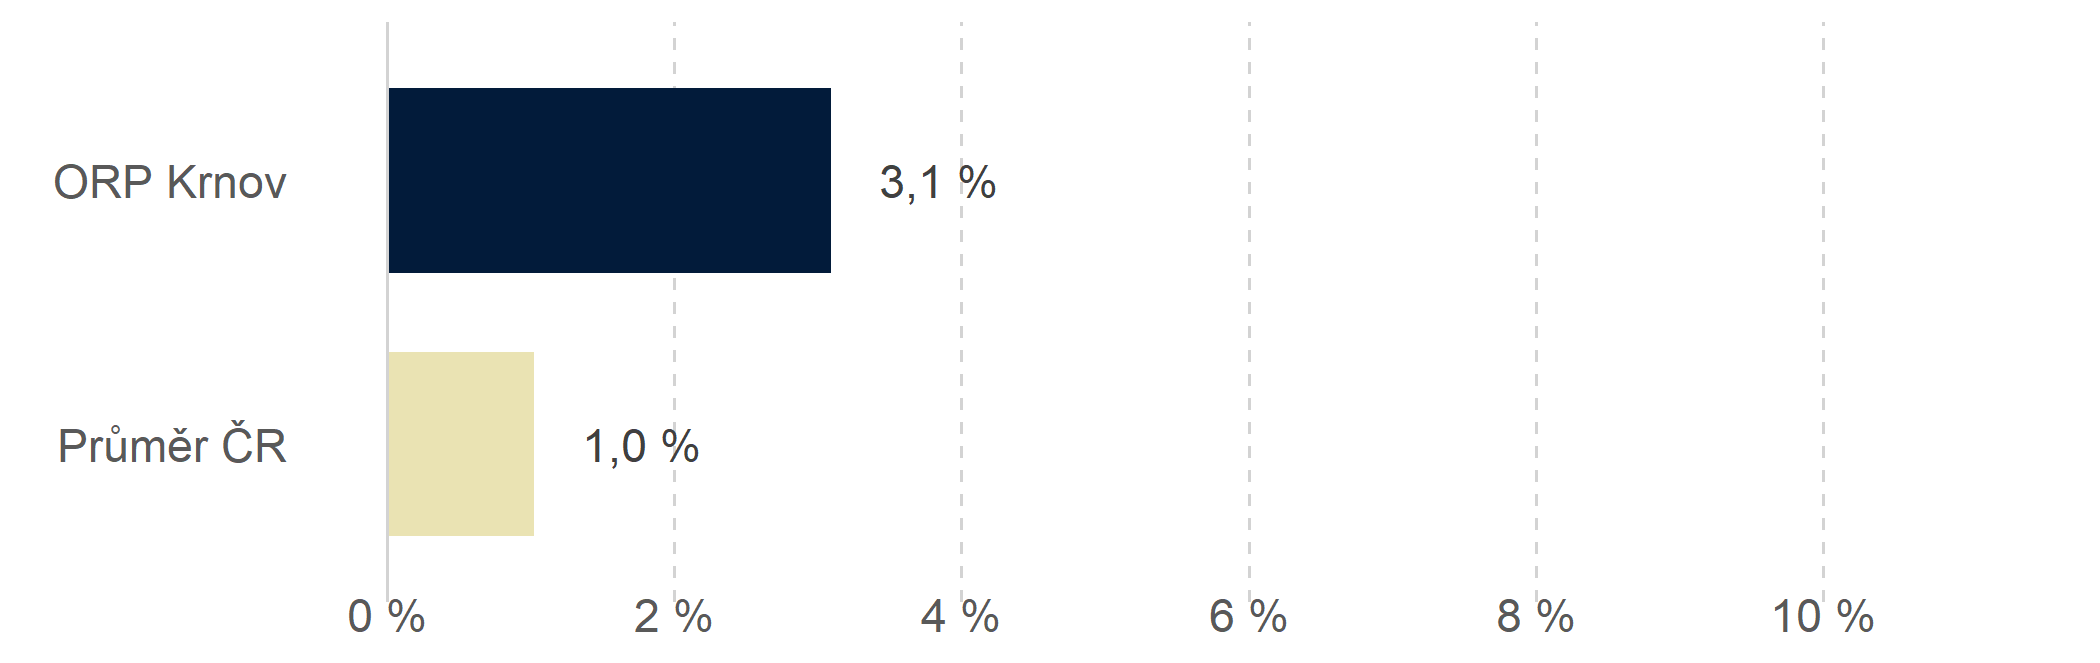 ORP Krnov
3,1 %
Průměr ČR
1,0 %
0 % 2 % 4 % 6 % 8 % 10 %